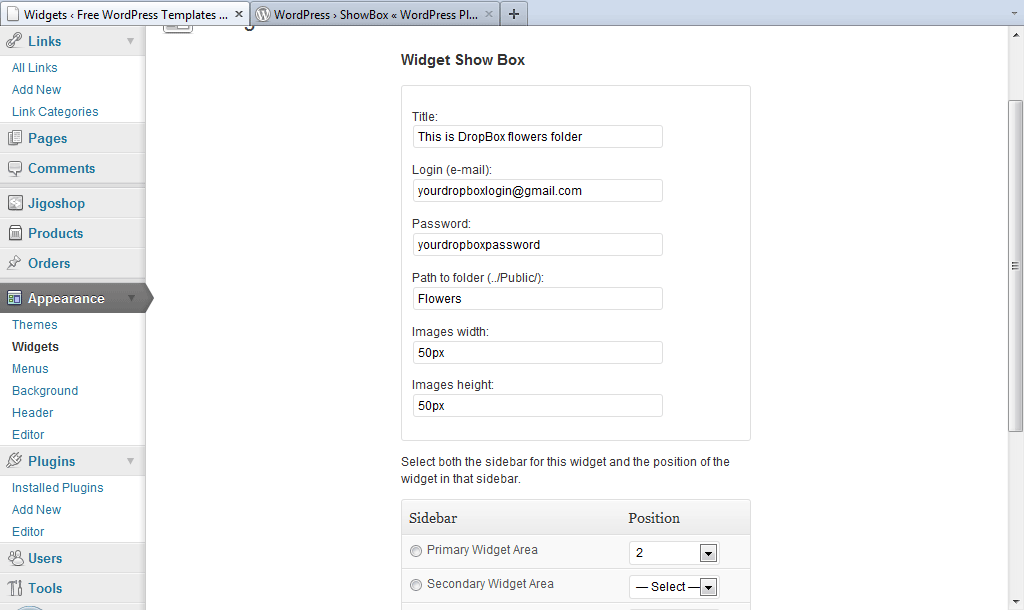 Widgets ‹ Free WordPress Templates ...
WordPress › ShowBox « WordPress Pl...
Links
All Links
Add New
Link Categories
Pages
Comments
Jigoshop
Products
Orders
Appearance
Themes
Widgets
Menus
Background
Header
Editor
Plugins
Installed Plugins
Add New
Editor
Users
Tools
Widget Show Box
Title:
This is DropBox flowers folder
Login (e-mail):
yourdropboxlogin@gmail.com
Password:
yourdropboxpassword
Path to folder (../Public/):
Flowers
Images width:
50px
Images height:
50px
Select both the sidebar for this widget and the position of the
widget in that sidebar.
Sidebar Position
Primary Widget Area 2
Secondary Widget Area — Select —